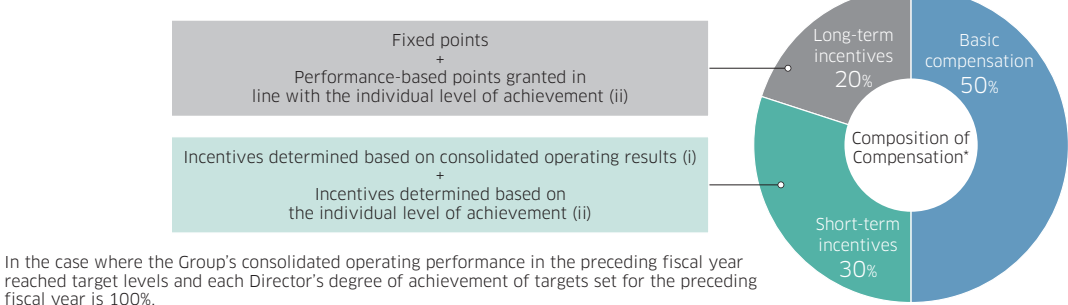 Fixed points
+
Performance-based points granted in
line with the individual level of achievement (ii)
Incentives determined based on consolidated operating results (i)
+
Incentives determined based on
the individual level of achievement (ii)
Long-term
incentives
20%
Basic
compensation
50%
Composition of
Compensation*
Short-term
incentives
30%
In the case where the Group's consolidated operating performance in the preceding fiscal year
reached target levels and each Director's degree of achievement of targets set for the preceding
fiscal year is 100%.